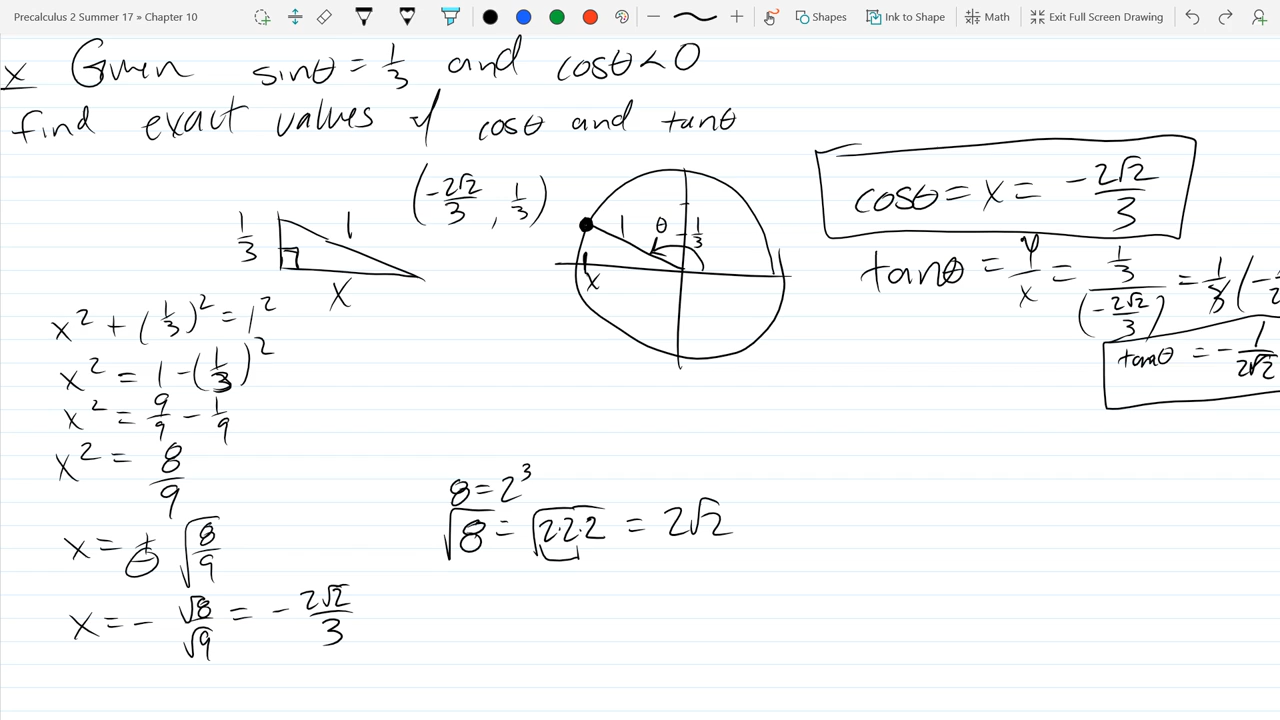 Precalculus 2 Summer 17 » Chapter 10
Shapes
Ink to Shape
Math
Exit Full Screen Drawing
x Given sinθ = 1/3 and cosθ < 0
find exact values of cosθ and tanθ
(-2√2/3, 1/3)
1/3
1
x
1
θ
1/3
x
1
cosθ = x = -2√2/3
tanθ = y/x = (1/3)/(-2√2/3) = 1/3 (-
tanθ = - 1/2√2
x² + (1/3)² = 1²
x² = 1 - (1/3)²
x² = 9/9 - 1/9
x² = 8/9
x = ± √(8/9)
x = - √8/√9 = - 2√2/3
8 = 2³
√8 = √(2·2·2) = 2√2